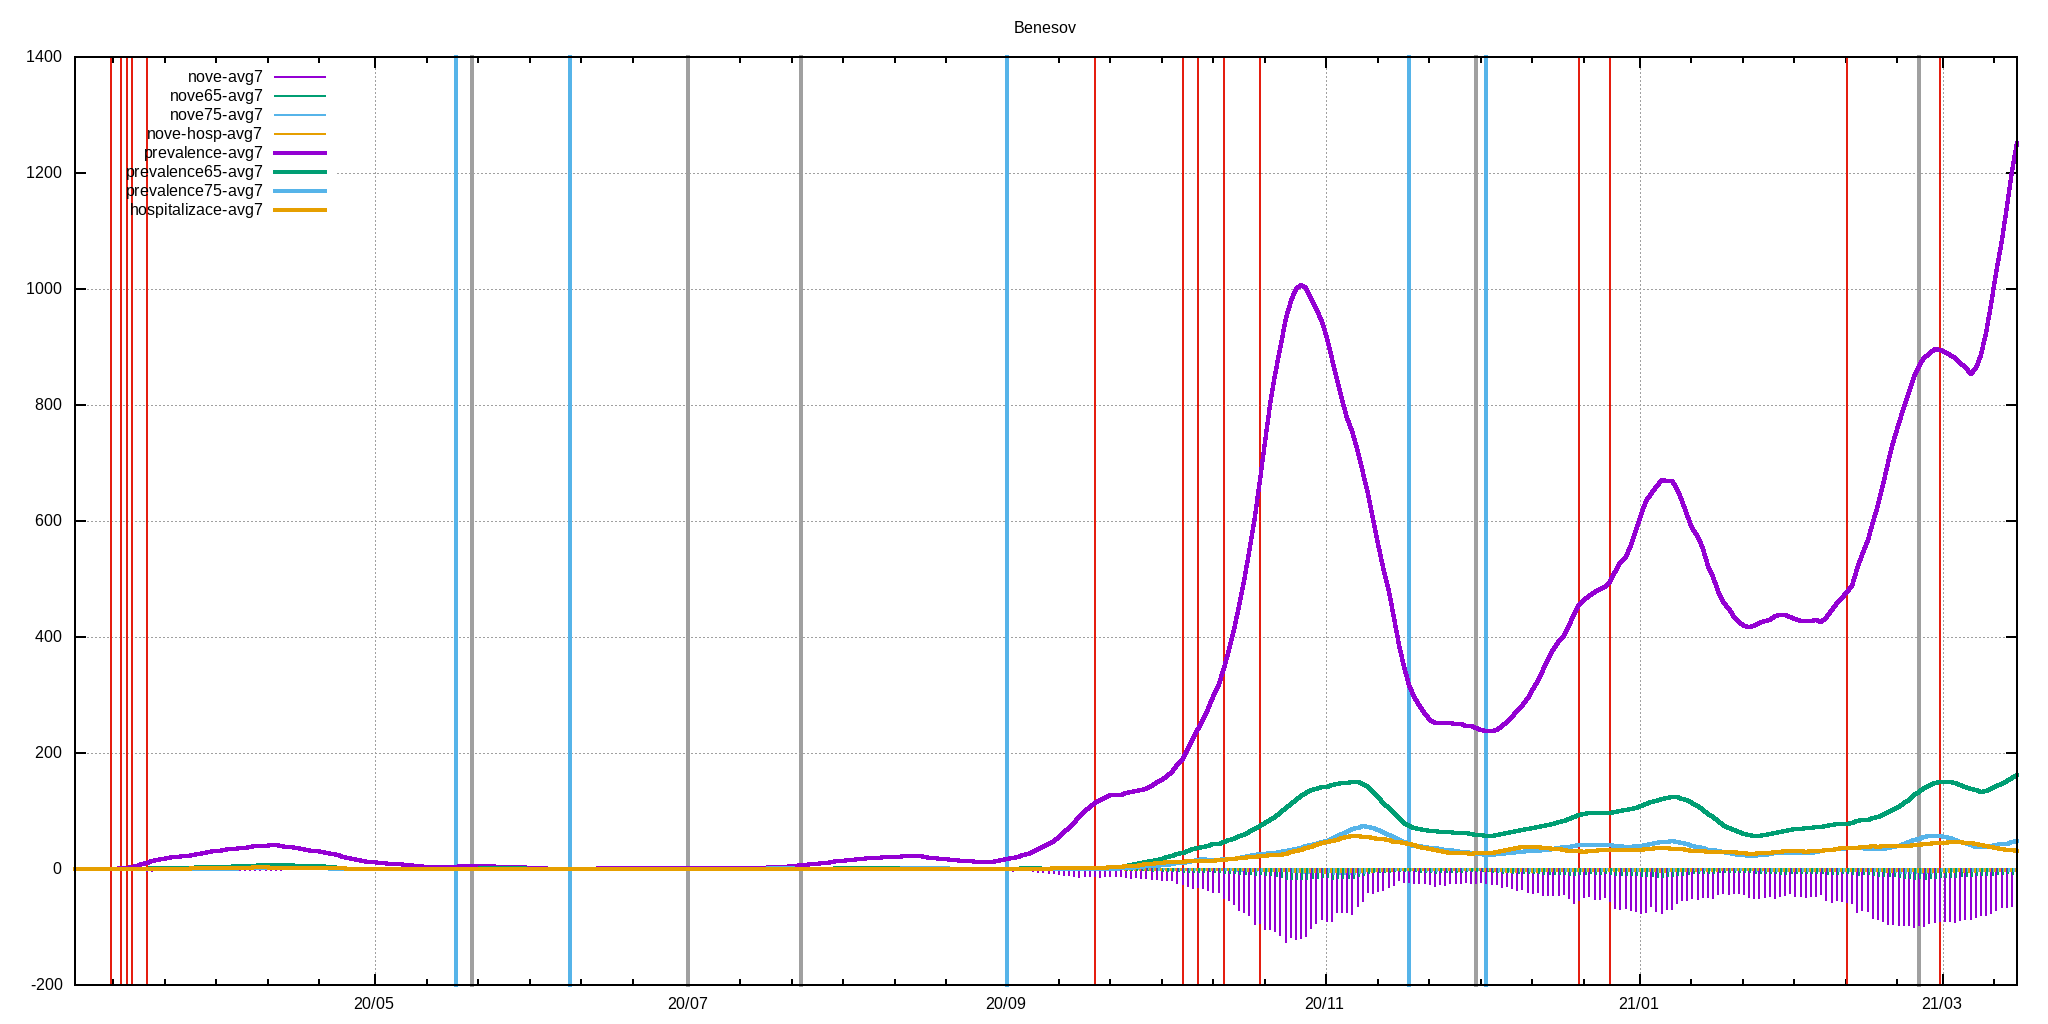 Benesov
1400
1200
1000
800
600
400
200
0
-200
nove-avg7
nove65-avg7
nove75-avg7
nove-hosp-avg7
prevalence-avg7
prevalence65-avg7
prevalence75-avg7
hospitalizace-avg7
20/05
20/07
20/09
20/11
21/01
21/03